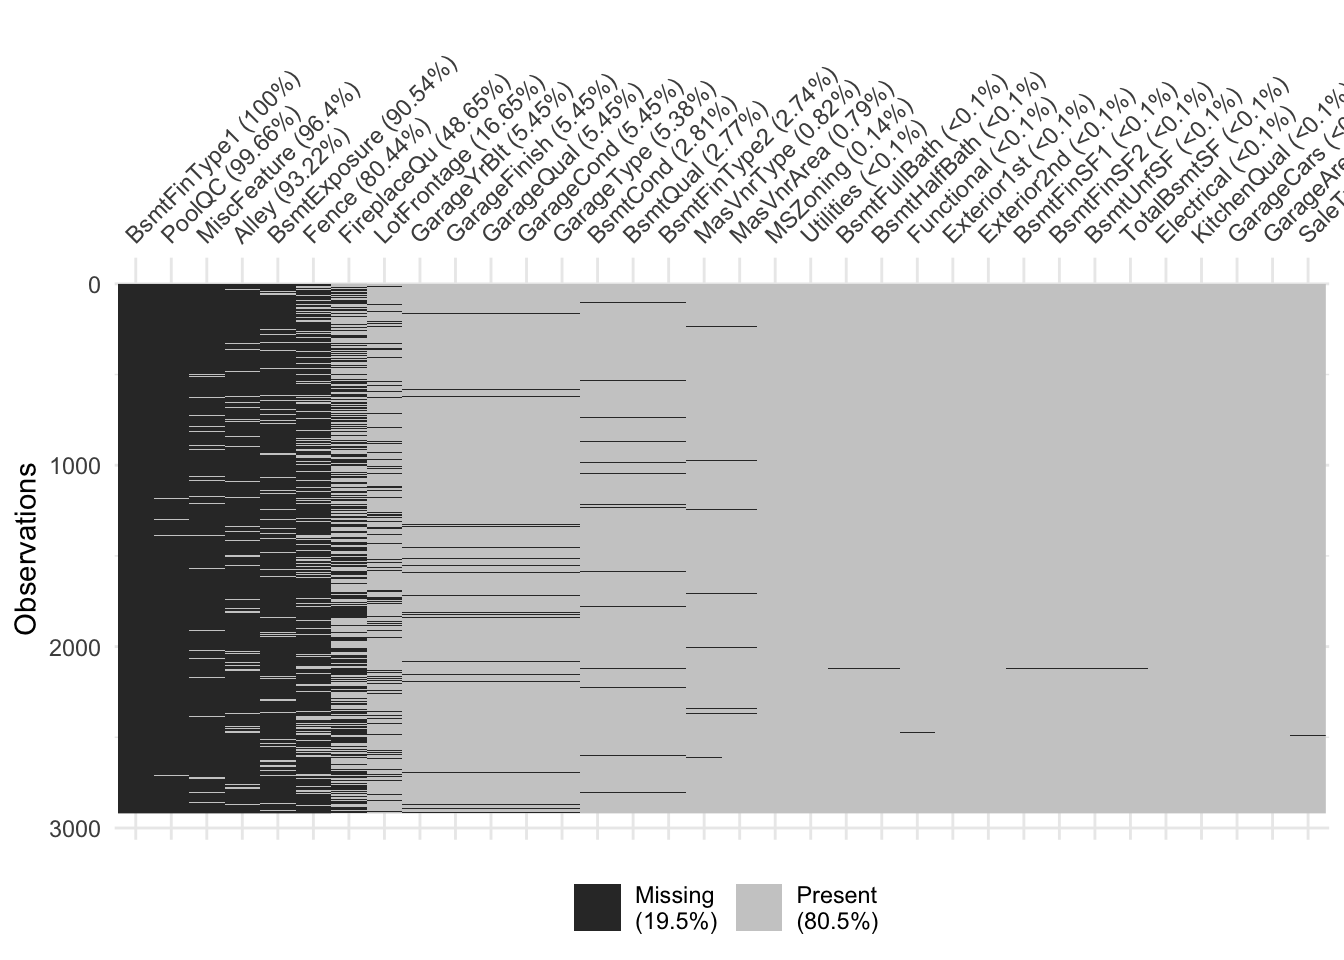 BsmtFinType1 (100%)
PoolQC (99.66%)
MiscFeature (96.4%)
Alley (93.22%)
BsmtExposure (90.54%)
Fence (80.44%)
FireplaceQu (48.65%)
LotFrontage (16.65%)
GarageYrBlt (5.45%)
GarageFinish (5.45%)
GarageQual (5.45%)
GarageCond (5.45%)
GarageType (5.38%)
BsmtCond (2.81%)
BsmtQual (2.77%)
BsmtFinType2 (2.74%)
MasVnrType (0.82%)
MasVnrArea (0.79%)
MSZoning (0.14%)
Utilities (<0.1%)
BsmtFullBath (<0.1%)
BsmtHalfBath (<0.1%)
Functional (<0.1%)
Exterior1st (<0.1%)
Exterior2nd (<0.1%)
BsmtFinSF1 (<0.1%)
BsmtFinSF2 (<0.1%)
BsmtUnfSF (<0.1%)
TotalBsmtSF (<0.1%)
Electrical (<0.1%)
KitchenQual (<0.1%
GarageCars (<0
GarageAr
SaleT
0
1000
2000
3000
Observations
Missing
(19.5%)
Present
(80.5%)